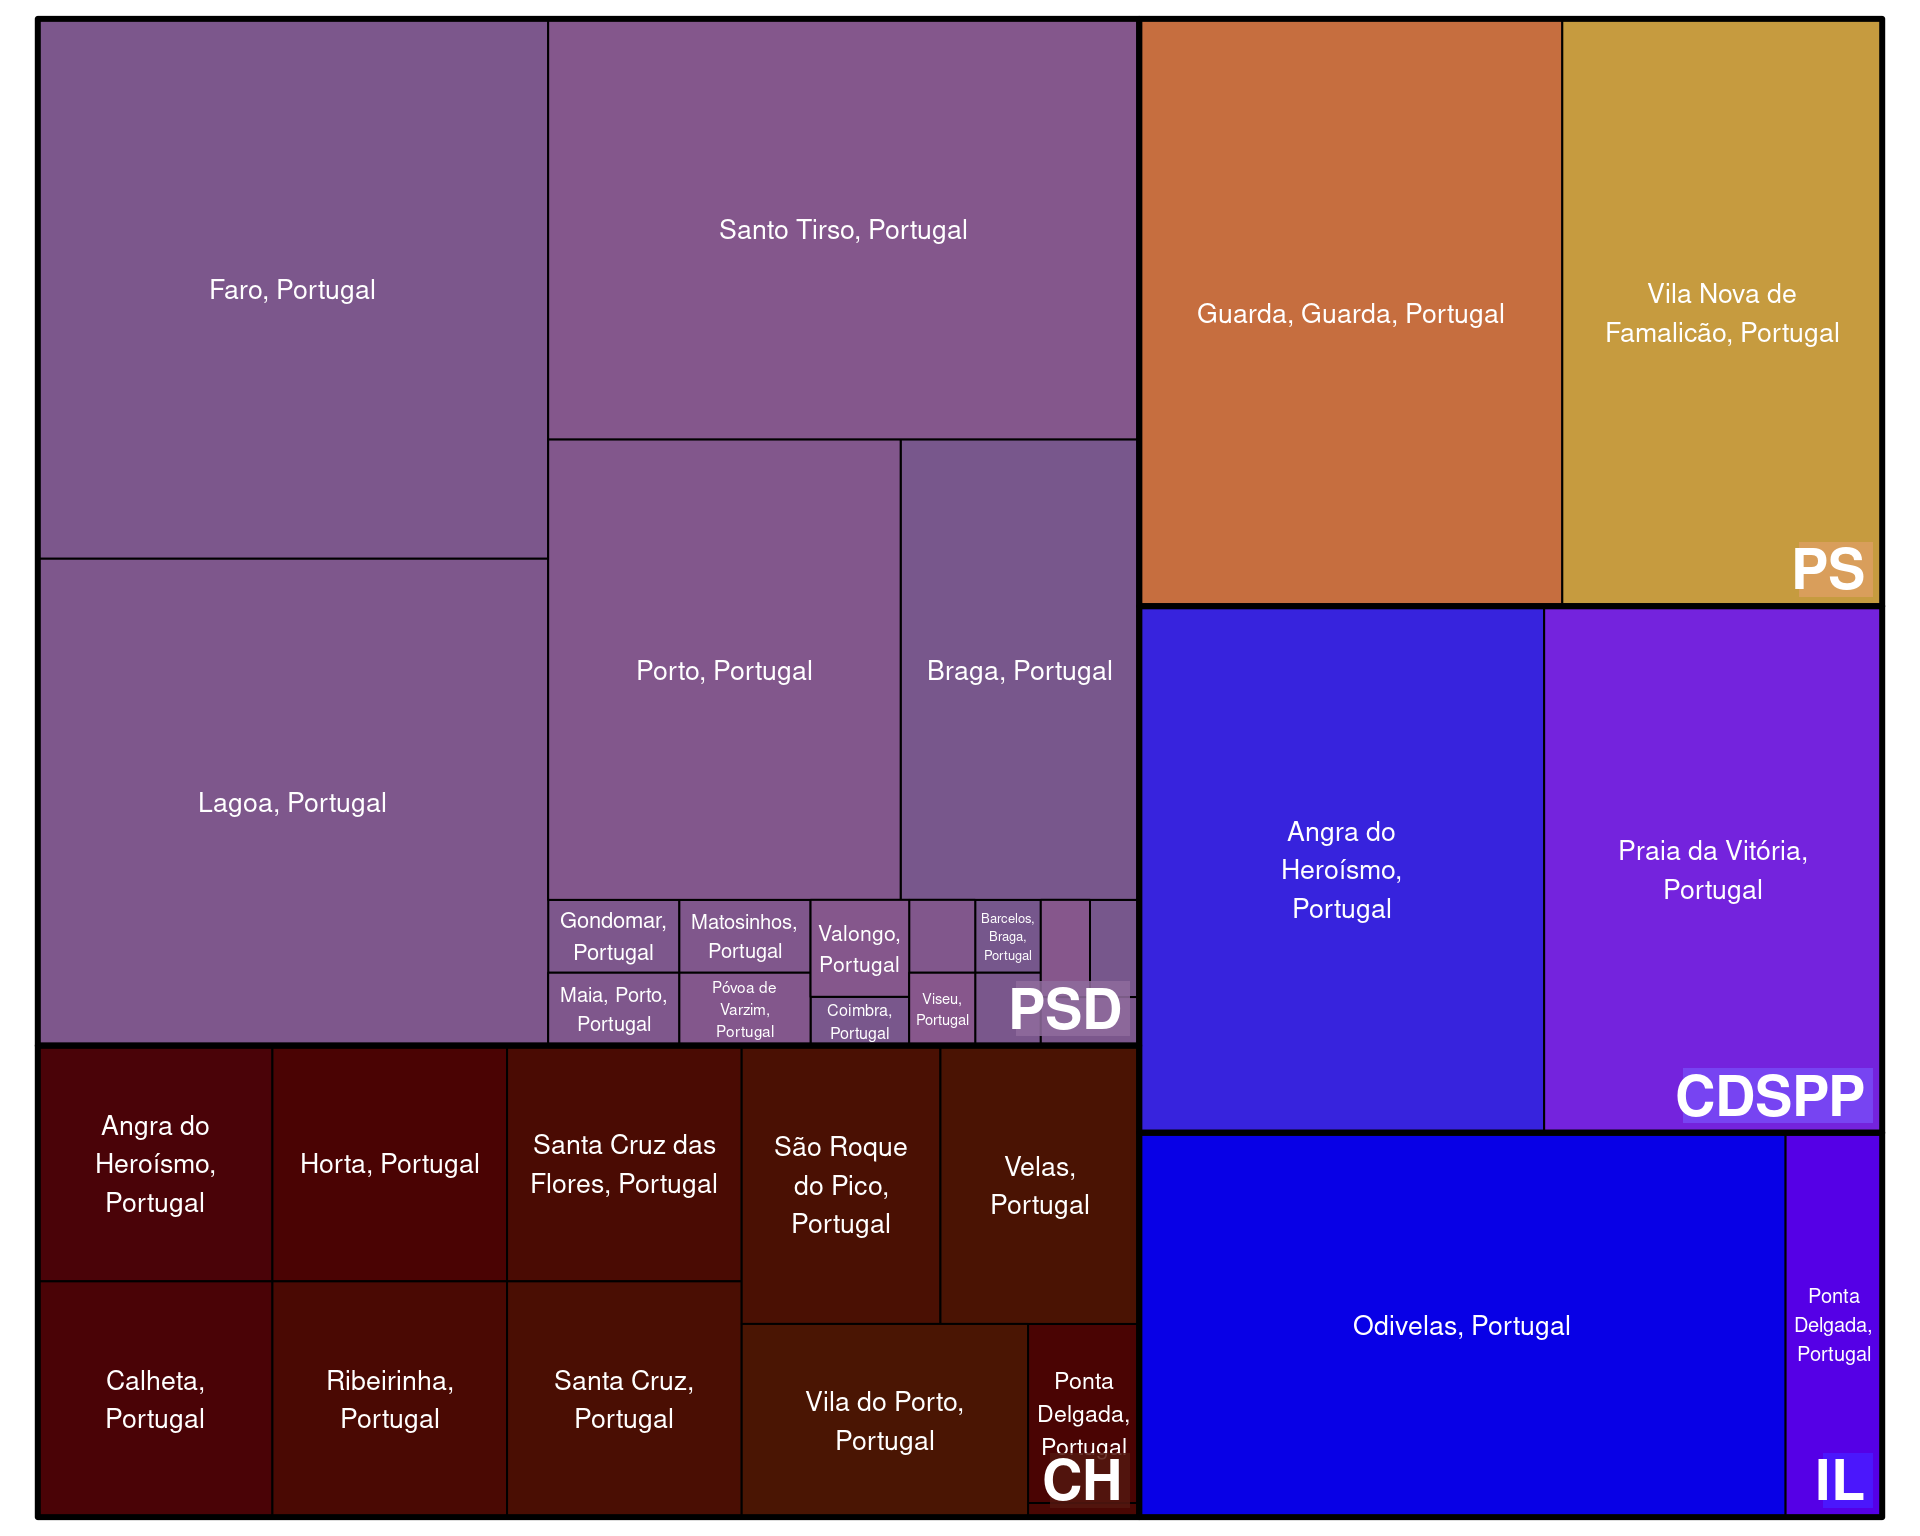 Faro, Portugal
Santo Tirso, Portugal
Lagoa, Portugal
Porto, Portugal
Braga, Portugal
Gondomar,
Portugal
Matosinhos,
Portugal
Valongo,
Portugal
Barcelos,
Braga,
Portugal
Maia, Porto,
Portugal
Póvoa de
Varzim,
Portugal
Coimbra,
Portugal
Viseu,
Portugal
PSD
Guarda, Guarda, Portugal
Vila Nova de
Famalicão, Portugal
PS
Angra do
Heroísmo,
Portugal
Praia da Vitória,
Portugal
CDSPP
Angra do
Heroísmo,
Portugal
Horta, Portugal
Santa Cruz das
Flores, Portugal
São Roque
do Pico,
Portugal
Velas,
Portugal
Calheta,
Portugal
Ribeirinha,
Portugal
Santa Cruz,
Portugal
Vila do Porto,
Portugal
Ponta
Delgada,
Portugal
CH
Odivelas, Portugal
Ponta
Delgada,
Portugal
IL